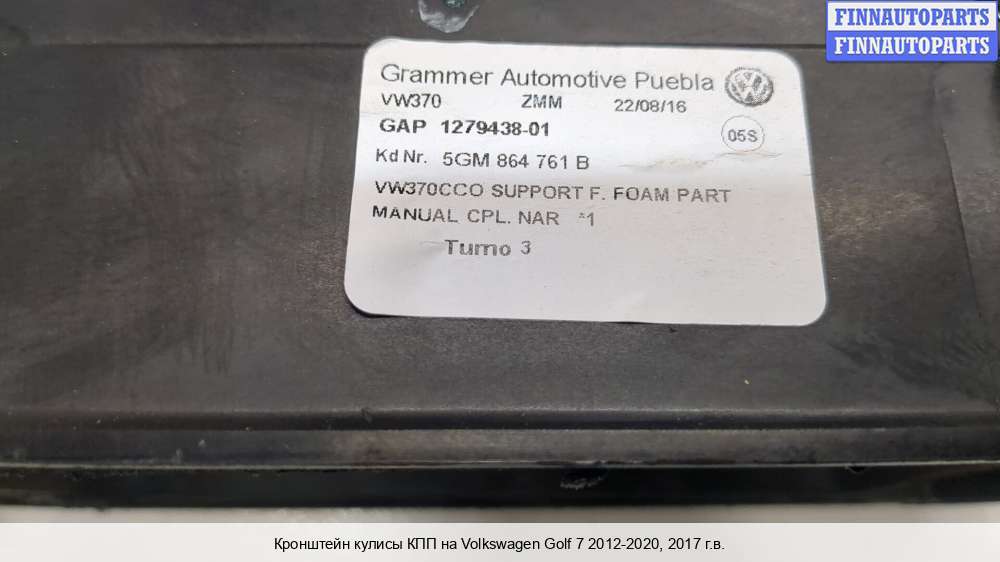 FINNAUTOPARTS
FINNAUTOPARTS
Grammer Automotive Puebla
VW370 ZMM 22/08/16
GAP 1279438-01
05S
Kd Nr. 5GM 864 761 B
VW370CCO SUPPORT F. FOAM PART
MANUAL CPL. NAR *1
Turno 3
Кронштейн кулисы КПП на Volkswagen Golf 7 2012-2020, 2017 г.в.